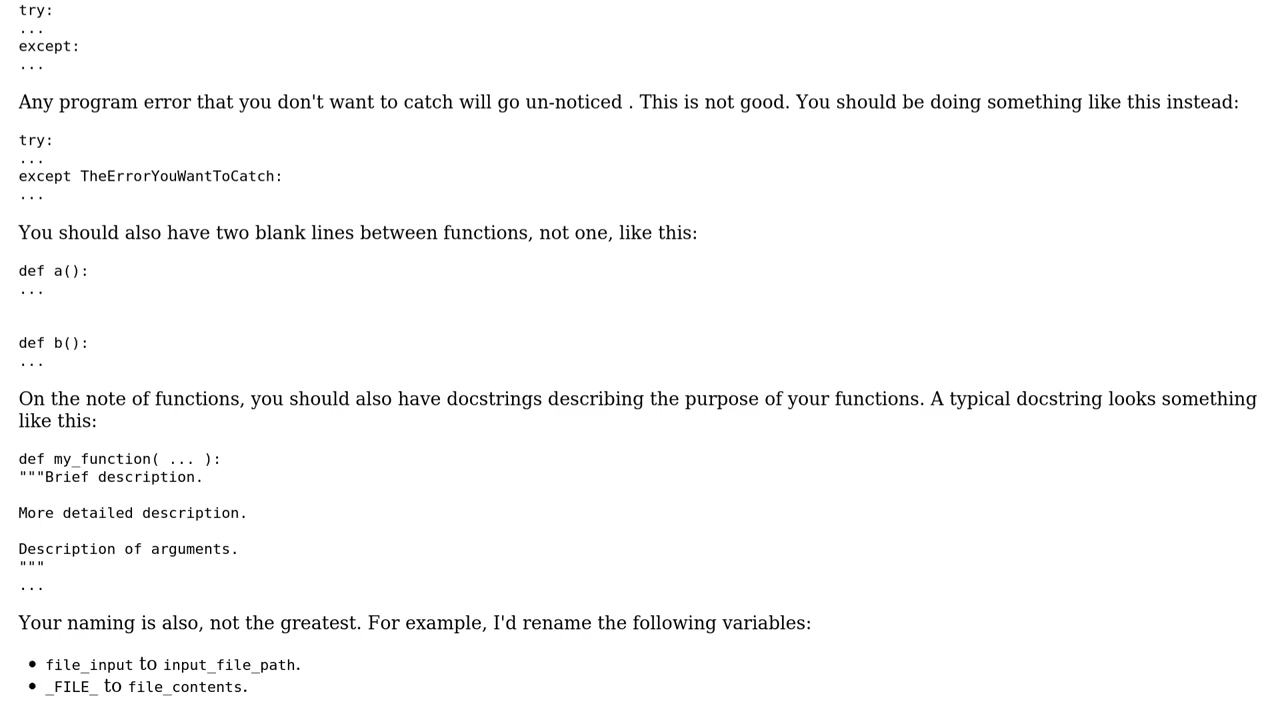 try:
...
except:
...
Any program error that you don't want to catch will go un-noticed . This is not good. You should be doing something like this instead:
try:
...
except TheErrorYouWantToCatch:
...
You should also have two blank lines between functions, not one, like this:
def a():
...
def b():
...
On the note of functions, you should also have docstrings describing the purpose of your functions. A typical docstring looks something
like this:
def my_function( ... ):
"""Brief description.
More detailed description.
Description of arguments.
"""
...
Your naming is also, not the greatest. For example, I'd rename the following variables:
• file_input to input_file_path.
• _FILE_ to file_contents.